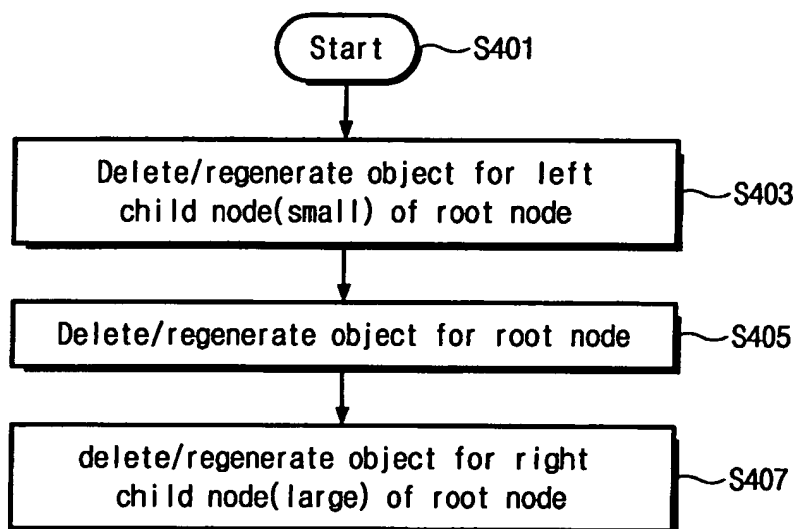 Start
S401
Delete/regenerate object for left
child node(small) of root node
S403
Delete/regenerate object for root node
S405
delete/regenerate object for right
child node(large) of root node
S407